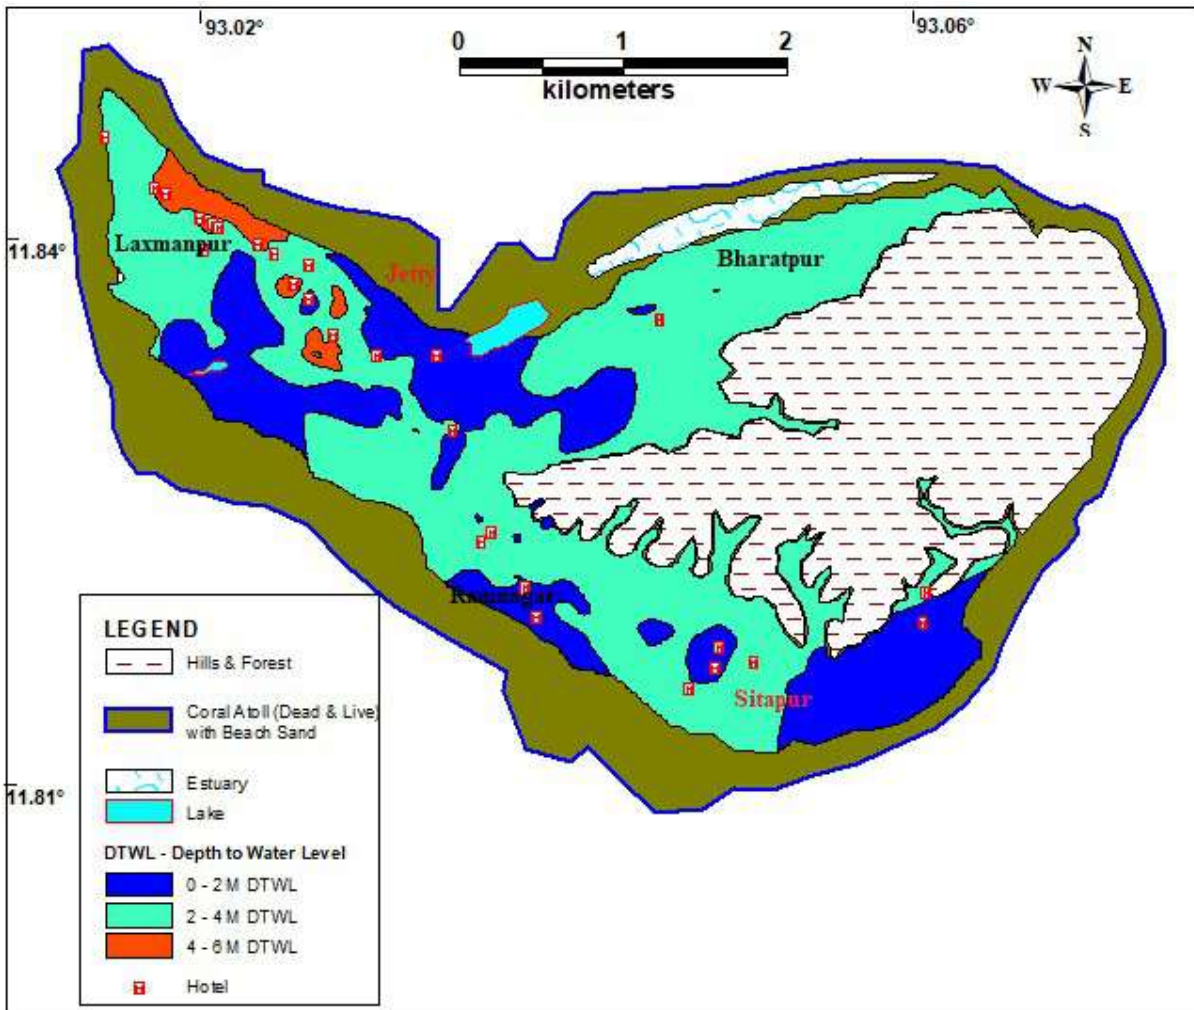 93.02°
93.06°
0 1 2
kilometers
N
W E
S
Laxmanpur
11.84°
Jetty
Bharatpur
Ramnagar
Sitapur
11.81°
LEGEND
Hills & Forest
Coral Atoll (Dead & Live)
with Beach Sand
Estuary
Lake
DTWL - Depth to Water Level
0 - 2 M DTWL
2 - 4 M DTWL
4 - 6 M DTWL
Hotel